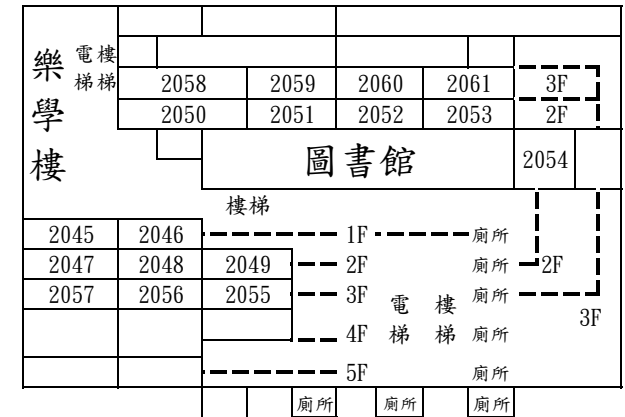 樂學樓
電梯 樓梯
2058 2059 2060 2061 3F
2050 2051 2052 2053 2F
圖書館 2054
樓梯
2045 2046 1F 廁所
2047 2048 2049 2F 廁所 2F
2057 2056 2055 3F 電梯 樓梯 廁所
3F
4F 廁所
5F 廁所
廁所 廁所 廁所